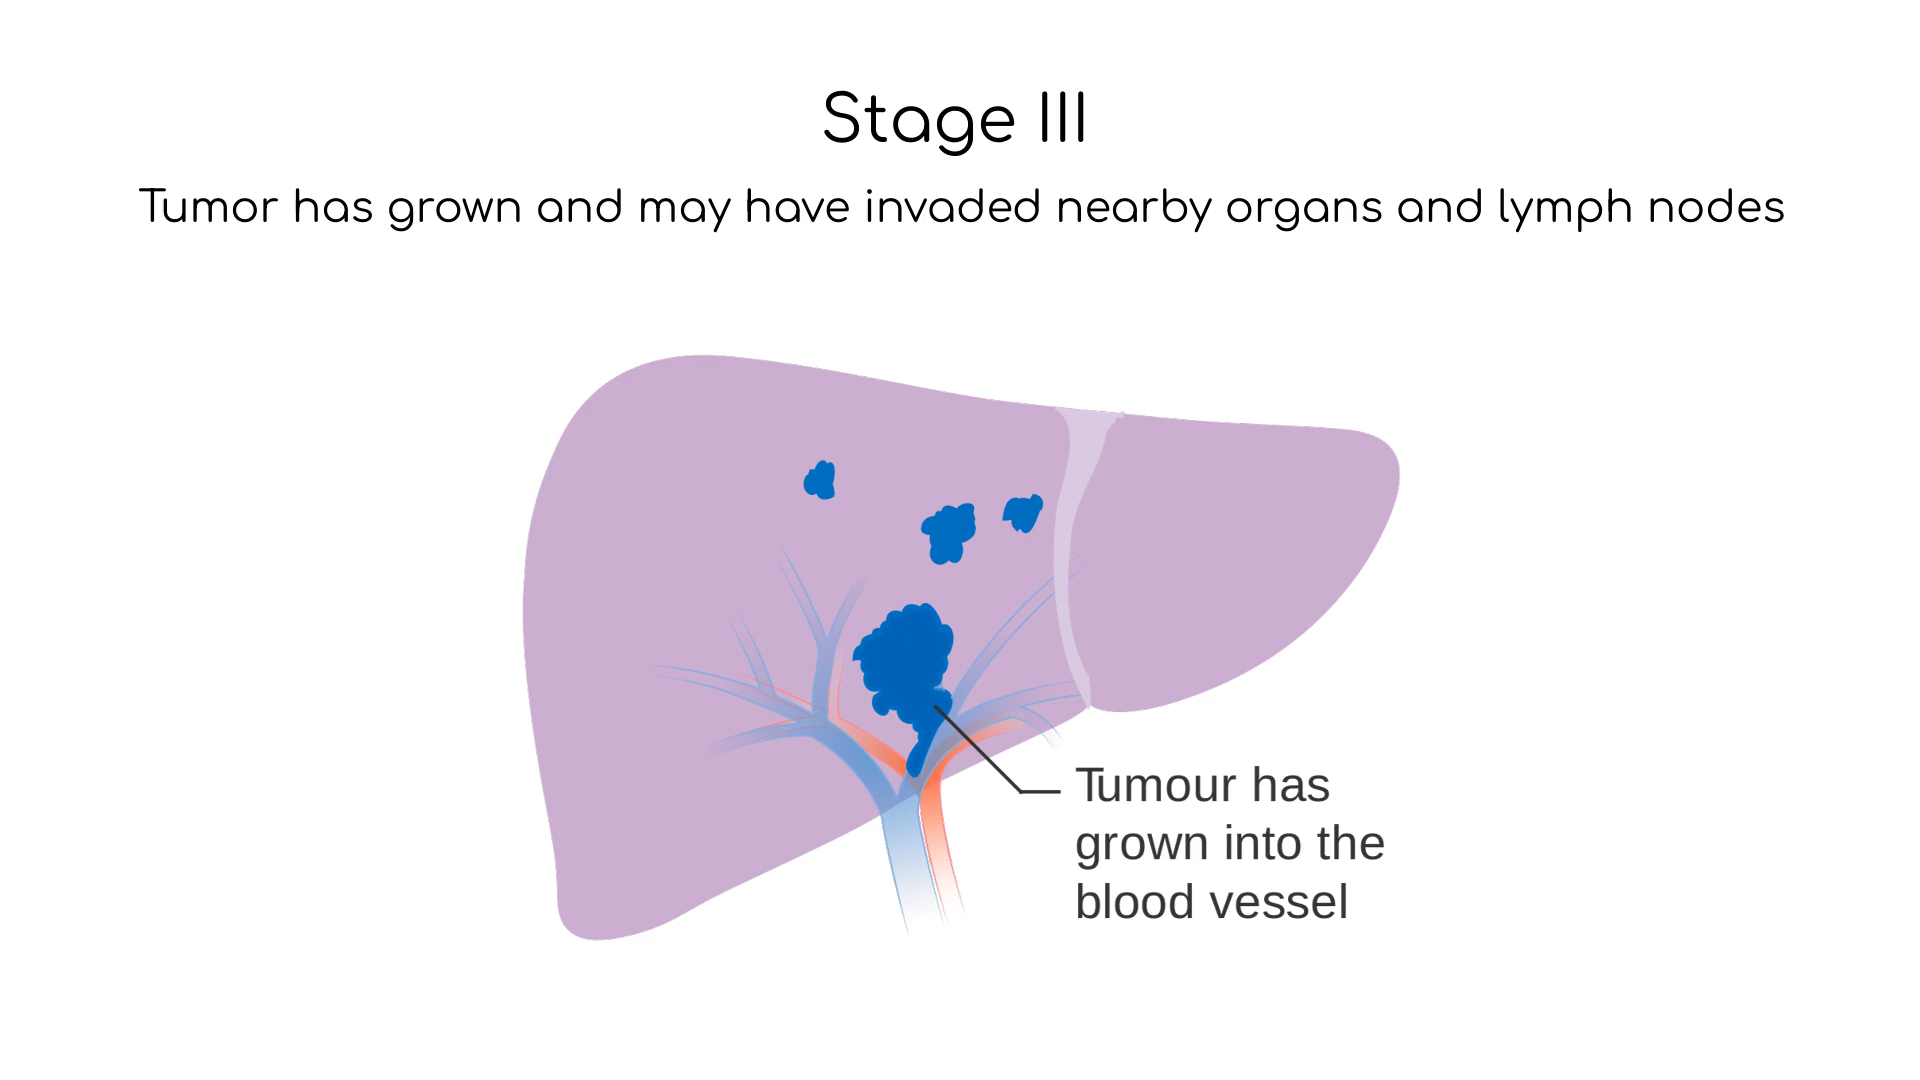 Stage III
Tumor has grown and may have invaded nearby organs and lymph nodes
Tumour has
grown into the
blood vessel